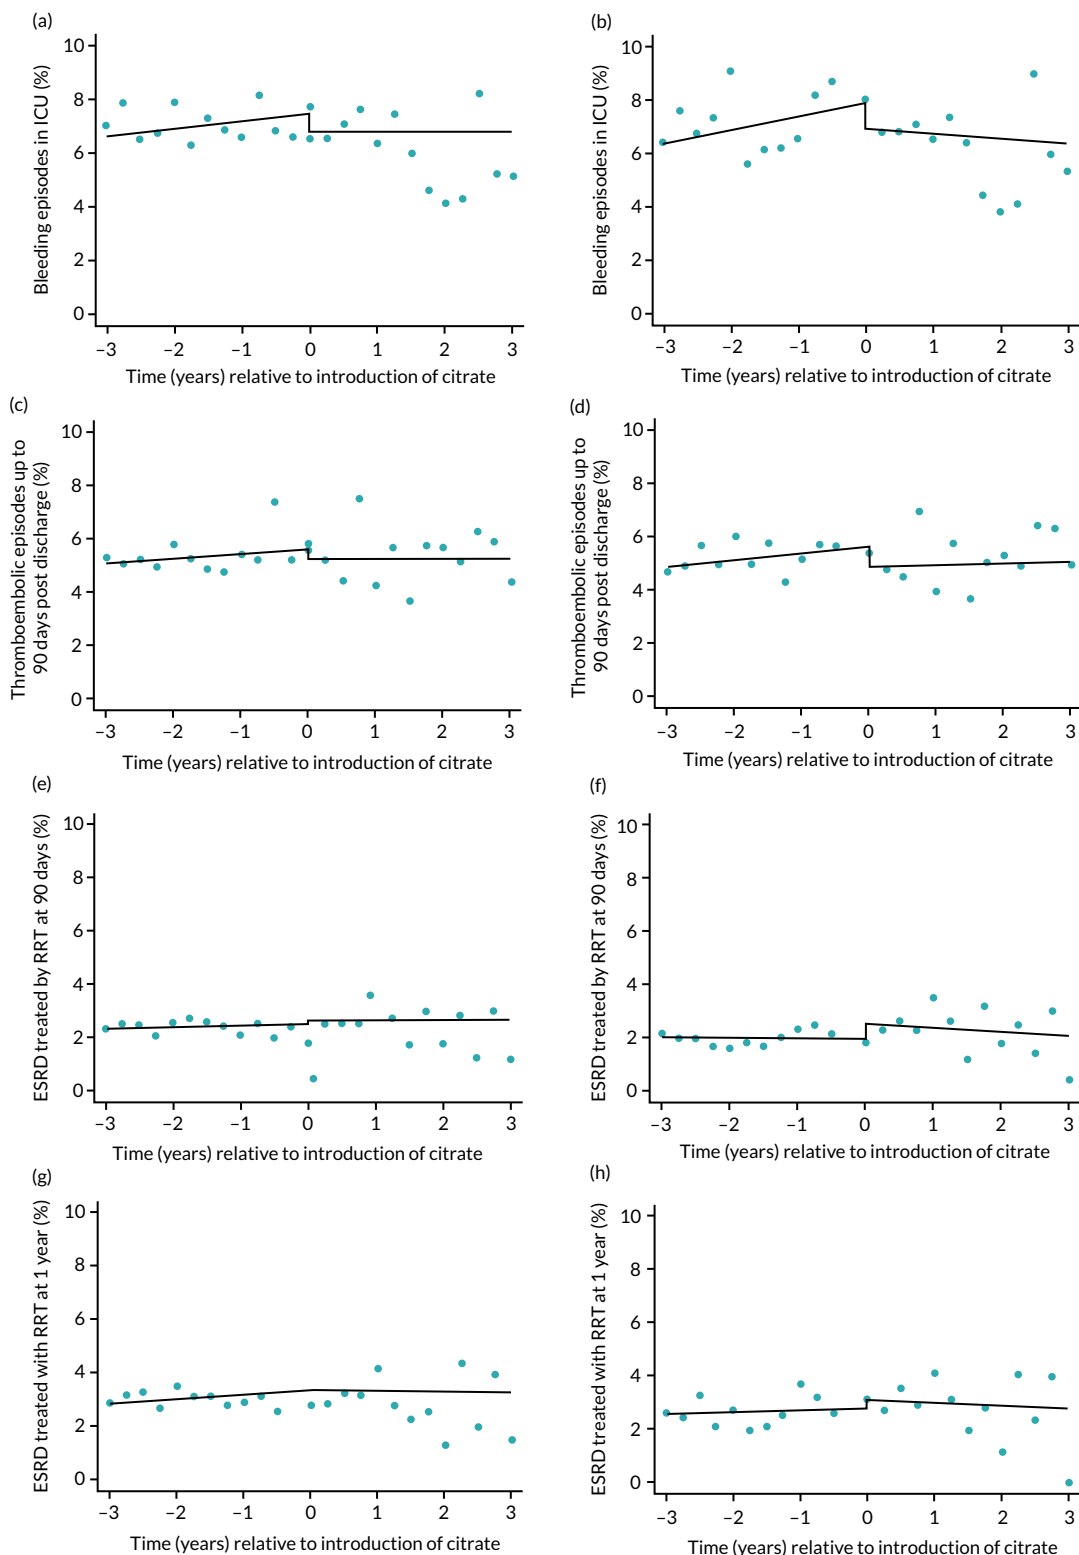 (a)
Bleeding episodes in ICU (%)
10
8
6
4
2
0
–3 –2 –1 0 1 2 3
Time (years) relative to introduction of citrate
(b)
Bleeding episodes in ICU (%)
10
8
6
4
2
0
–3 –2 –1 0 1 2 3
Time (years) relative to introduction of citrate
(c)
Thromboembolic episodes up to
90 days post discharge (%)
10
8
6
4
2
0
–3 –2 –1 0 1 2 3
Time (years) relative to introduction of citrate
(d)
Thromboembolic episodes up to
90 days post discharge (%)
10
8
6
4
2
0
–3 –2 –1 0 1 2 3
Time (years) relative to introduction of citrate
(e)
ESRD treated by RRT at 90 days (%)
10
8
6
4
2
0
–3 –2 –1 0 1 2 3
Time (years) relative to introduction of citrate
(f)
ESRD treated by RRT at 90 days (%)
10
8
6
4
2
0
–3 –2 –1 0 1 2 3
Time (years) relative to introduction of citrate
(g)
ESRD treated with RRT at 1 year (%)
10
8
6
4
2
0
–3 –2 –1 0 1 2 3
Time (years) relative to introduction of citrate
(h)
ESRD treated with RRT at 1 year (%)
10
8
6
4
2
0
–3 –2 –1 0 1 2 3
Time (years) relative to introduction of citrate